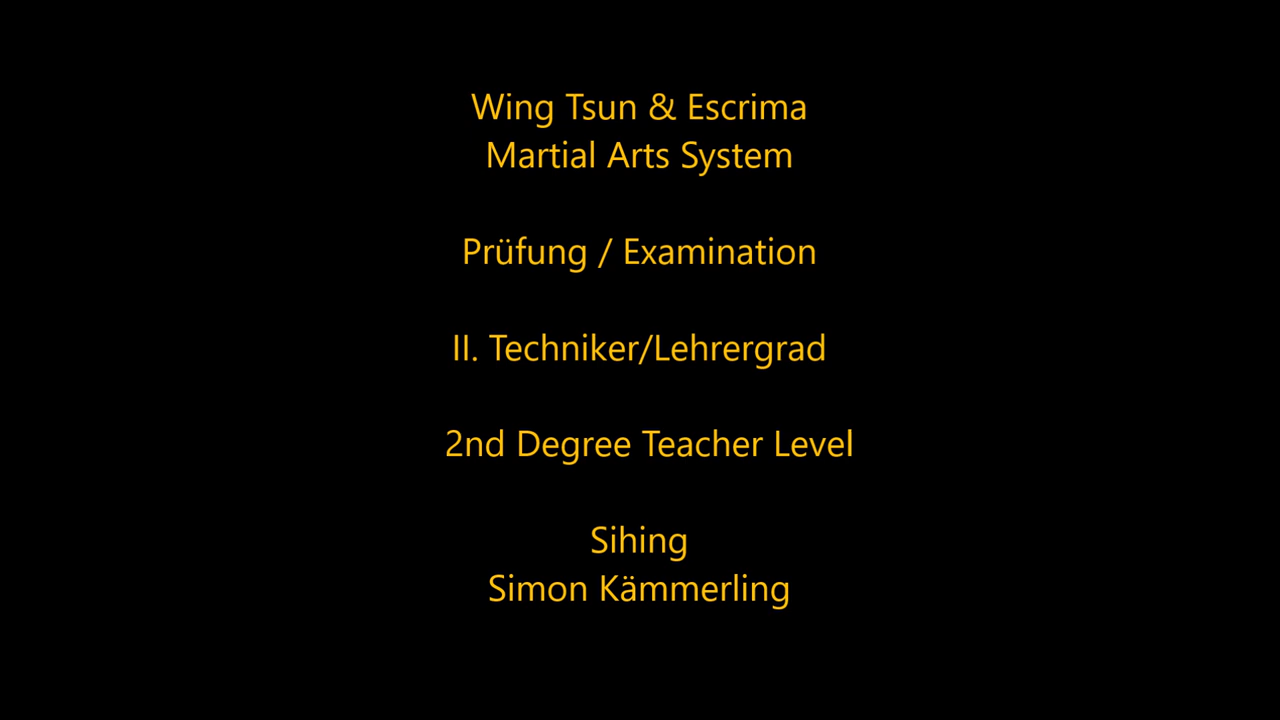 Wing Tsun & Escrima
Martial Arts System
Prüfung / Examination
II. Techniker/Lehrergrad
2nd Degree Teacher Level
Sihing
Simon Kämmerling